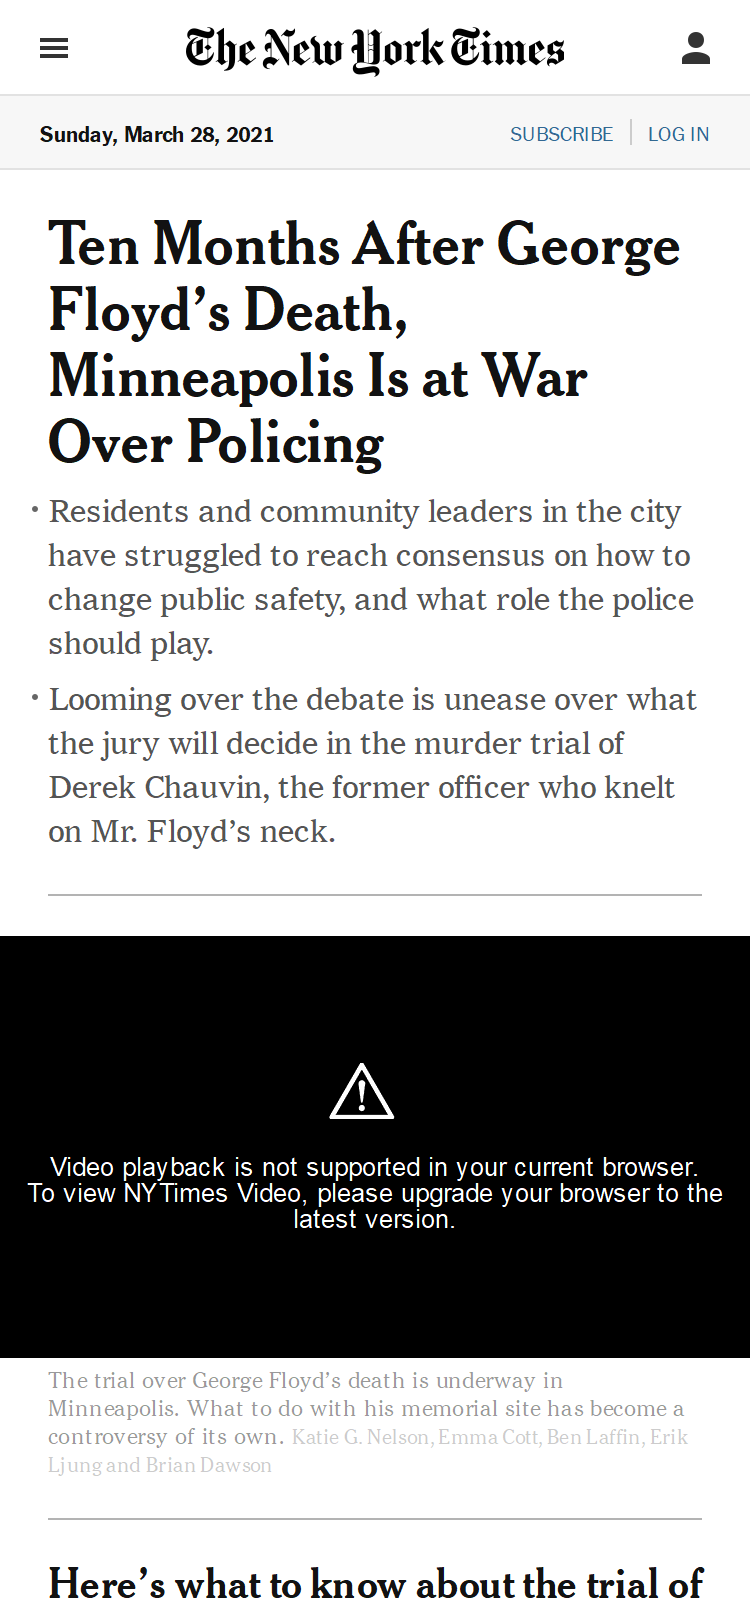 The New York Times
Sunday, March 28, 2021
SUBSCRIBE
LOG IN
Ten Months After George
Floyd’s Death,
Minneapolis Is at War
Over Policing
• Residents and community leaders in the city
have struggled to reach consensus on how to
change public safety, and what role the police
should play.
• Looming over the debate is unease over what
the jury will decide in the murder trial of
Derek Chauvin, the former officer who knelt
on Mr. Floyd’s neck.
Video playback is not supported in your current browser.
To view NYTimes Video, please upgrade your browser to the
latest version.
The trial over George Floyd’s death is underway in
Minneapolis. What to do with his memorial site has become a
controversy of its own. Katie G. Nelson, Emma Cott, Ben Laffin, Erik
Ljung and Brian Dawson
Here’s what to know about the trial of